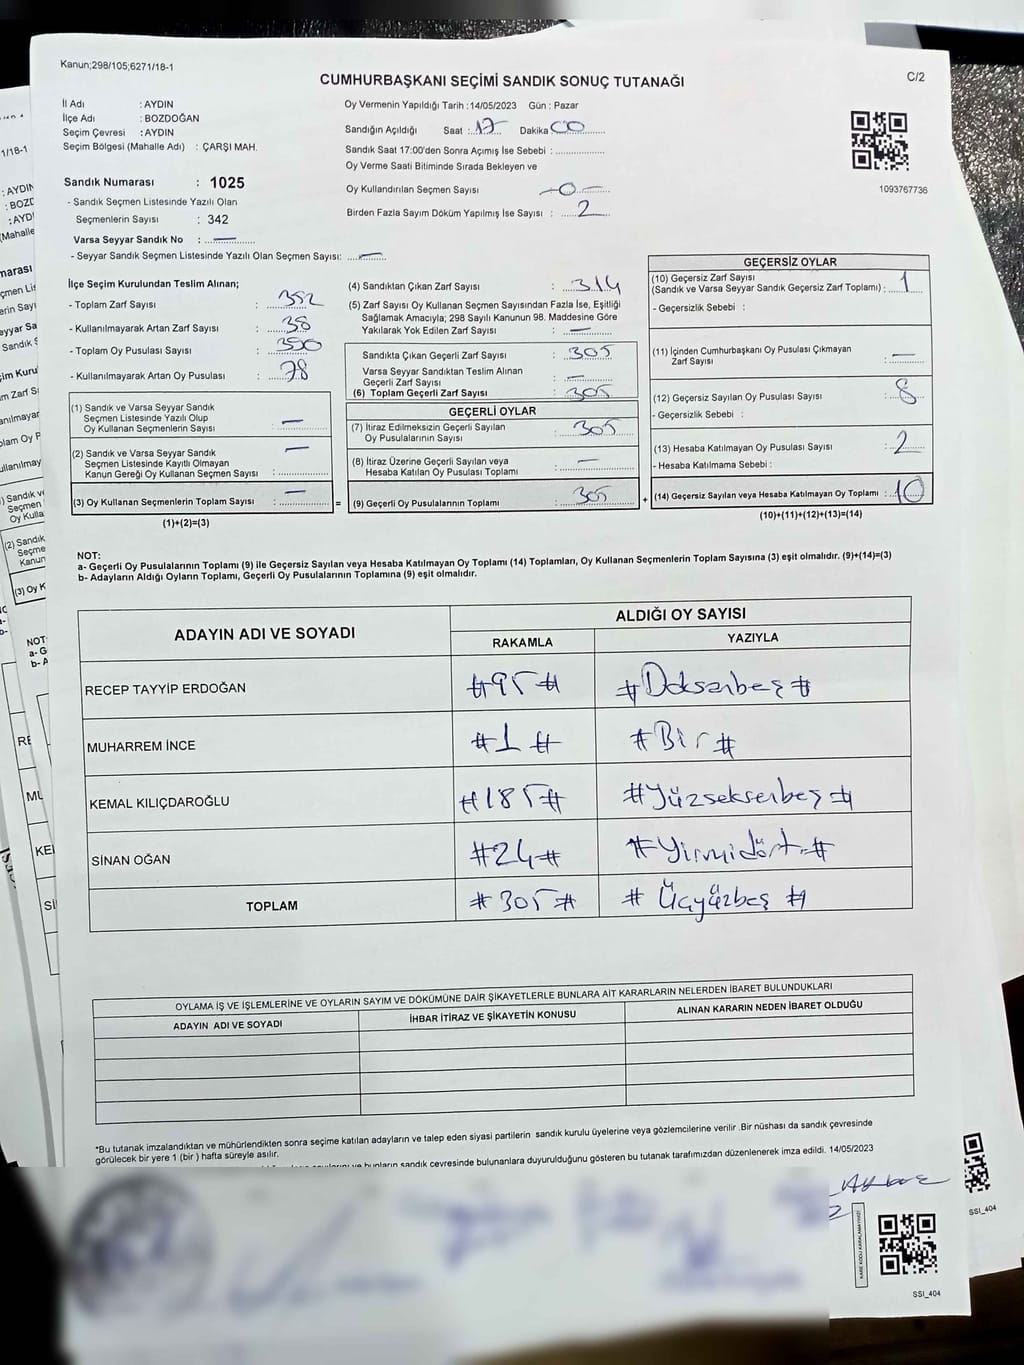 Kanun;298/105;6271/18-1
CUMHURBAŞKANI SEÇİMİ SANDIK SONUÇ TUTANAĞI
C/2
İl Adı : AYDIN
İlçe Adı : BOZDOĞAN
Seçim Çevresi : AYDIN
Seçim Bölgesi (Mahalle Adı) : ÇARŞI MAH.
Sandık Numarası : 1025
- Sandık Seçmen Listesinde Yazılı Olan
Seçmenlerin Sayısı : 342
Varsa Seyyar Sandık No : —
- Seyyar Sandık Seçmen Listesinde Yazılı Olan Seçmen Sayısı: —
Oy Vermenin Yapıldığı Tarih :14/05/2023 Gün : Pazar
Sandığın Açıldığı Saat : 17 Dakika 00
Sandık Saat 17:00'den Sonra Açımış İse Sebebi :
Oy Verme Saati Bitiminde Sırada Bekleyen ve
Oy Kullandırılan Seçmen Sayısı —0—
Birden Fazla Sayım Döküm Yapılmış İse Sayısı : 2
1093767736
İlçe Seçim Kurulundan Teslim Alınan;
- Toplam Zarf Sayısı : 352
- Kullanılmayarak Artan Zarf Sayısı : 38
- Toplam Oy Pusulası Sayısı : 350
- Kullanılmayarak Artan Oy Pusulası : 78
(1) Sandık ve Varsa Seyyar Sandık
Seçmen Listesinde Yazılı Olup
Oy Kullanan Seçmenlerin Sayısı : —
(2) Sandık ve Varsa Seyyar Sandık
Seçmen Listesinde Kayıtlı Olmayan
Kanun Gereği Oy Kullanan Seçmen Sayısı : —
(3) Oy Kullanan Seçmenlerin Toplam Sayısı : —
(1)+(2)=(3)
=
(4) Sandıktan Çıkan Zarf Sayısı : 314
(5) Zarf Sayısı Oy Kullanan Seçmen Sayısından Fazla İse, Eşitliği
Sağlamak Amacıyla; 298 Sayılı Kanunun 98. Maddesine Göre
Yakılarak Yok Edilen Zarf Sayısı : —
Sandıkta Çıkan Geçerli Zarf Sayısı : 305
Varsa Seyyar Sandıktan Teslim Alınan
Geçerli Zarf Sayısı : —
(6) Toplam Geçerli Zarf Sayısı : 305
GEÇERLİ OYLAR
(7) İtiraz Edilmeksizin Geçerli Sayılan
Oy Pusulalarının Sayısı : 305
(8) İtiraz Üzerine Geçerli Sayılan veya
Hesaba Katılan Oy Pusulası Toplamı : —
(9) Geçerli Oy Pusulalarının Toplamı : 305
+
GEÇERSİZ OYLAR
(10) Geçersiz Zarf Sayısı
(Sandık ve Varsa Seyyar Sandık Geçersiz Zarf Toplamı) : 1
- Geçersizlik Sebebi :
(11) İçinden Cumhurbaşkanı Oy Pusulası Çıkmayan
Zarf Sayısı : —
(12) Geçersiz Sayılan Oy Pusulası Sayısı : 8
- Geçersizlik Sebebi :
(13) Hesaba Katılmayan Oy Pusulası Sayısı : 2
- Hesaba Katılmama Sebebi :
(14) Geçersiz Sayılan veya Hesaba Katılmayan Oy Toplamı : 10
(10)+(11)+(12)+(13)=(14)
NOT:
a- Geçerli Oy Pusulalarının Toplamı (9) ile Geçersiz Sayılan veya Hesaba Katılmayan Oy Toplamı (14) Toplamları, Oy Kullanan Seçmenlerin Toplam Sayısına (3) eşit olmalıdır. (9)+(14)=(3)
b- Adayların Aldığı Oyların Toplamı, Geçerli Oy Pusulalarının Toplamına (9) eşit olmalıdır.
ADAYIN ADI VE SOYADI
ALDIĞI OY SAYISI
RAKAMLA YAZIYLA
RECEP TAYYİP ERDOĞAN #95# #Doksanbeş#
MUHARREM İNCE #1# #Bir#
KEMAL KILIÇDAROĞLU #185# #Yüzseksenbeş#
SİNAN OĞAN #24# #Yirmidört#
TOPLAM #305# #Üçyüzbeş#
OYLAMA İŞ VE İŞLEMLERİNE VE OYLARIN SAYIM VE DÖKÜMÜNE DAİR ŞİKAYETLERLE BUNLARA AİT KARARLARIN NELERDEN İBARET BULUNDUKLARI
ADAYIN ADI VE SOYADI İHBAR İTİRAZ VE ŞİKAYETİN KONUSU ALINAN KARARIN NEDEN İBARET OLDUĞU
*Bu tutanak imzalandıktan ve mühürlendikten sonra seçime katılan adayların ve talep eden siyasi partilerin sandık kurulu üyelerine veya gözlemcilerine verilir .Bir nüshası da sandık çevresinde
görülecek bir yere 1 (bir ) hafta süreyle asılır.
bunların sandık çevresinde bulunanlara duyurulduğunu gösteren bu tutanak tarafımızdan düzenlenerek imza edildi. 14/05/2023
KARE KODU KARALAMAYINIZ!
SSI_404
SSI_404